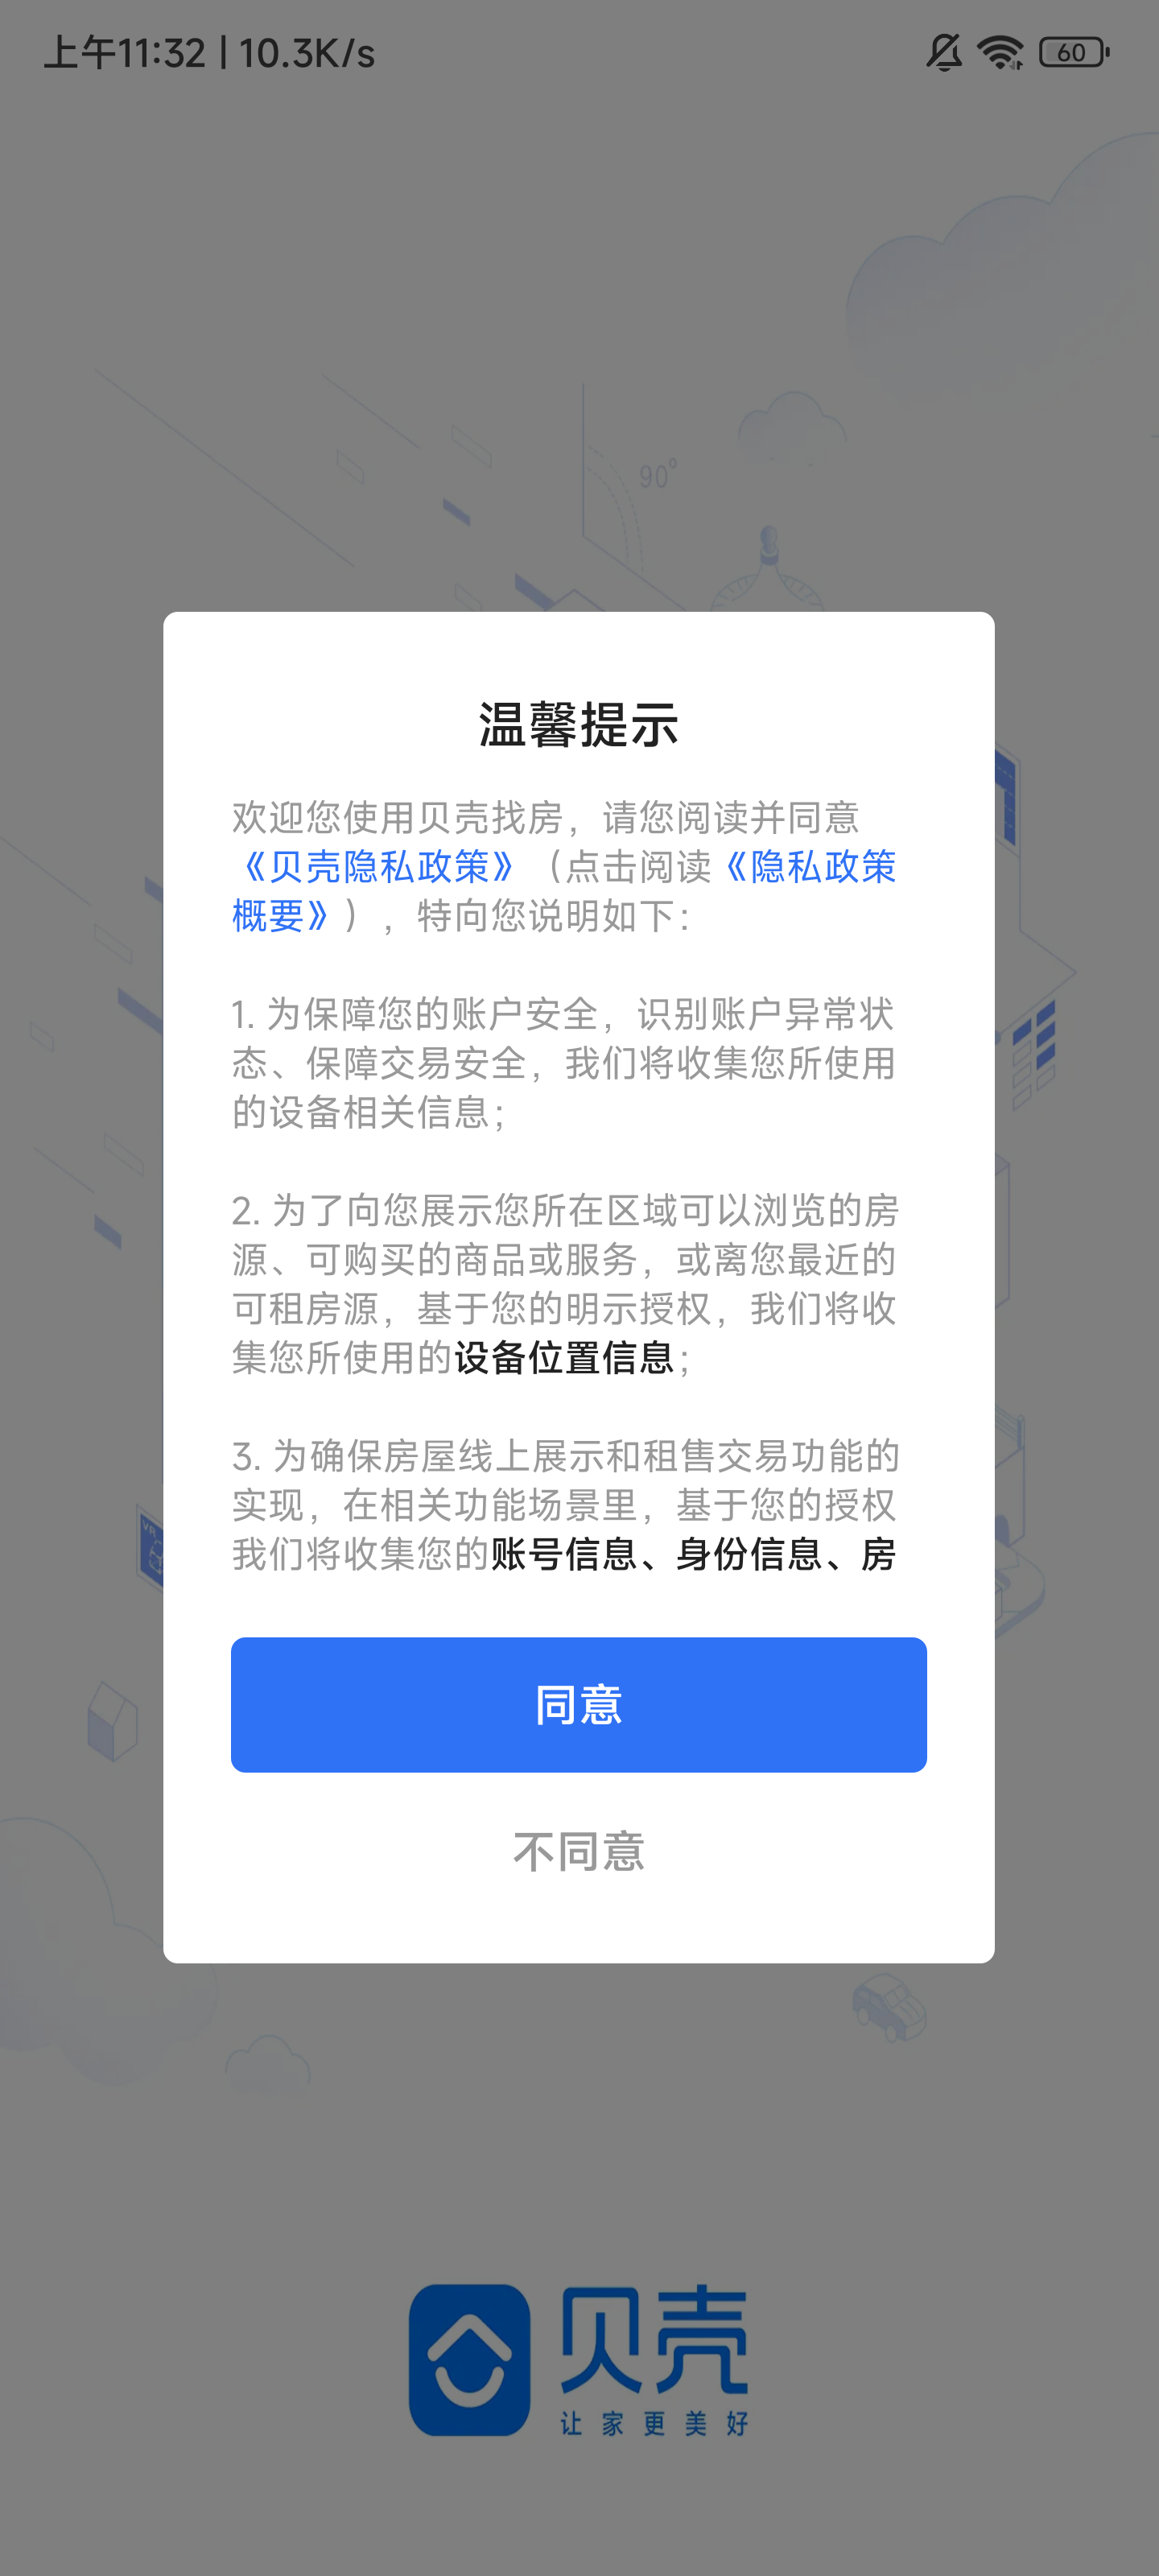 上午11:32 | 10.3K/s
60
90°
温馨提示
欢迎您使用贝壳找房，请您阅读并同意
《贝壳隐私政策》（点击阅读《隐私政策
概要》），特向您说明如下：
1. 为保障您的账户安全，识别账户异常状
态、保障交易安全，我们将收集您所使用
的设备相关信息；
2. 为了向您展示您所在区域可以浏览的房
源、可购买的商品或服务，或离您最近的
可租房源，基于您的明示授权，我们将收
集您所使用的设备位置信息；
3. 为确保房屋线上展示和租售交易功能的
实现，在相关功能场景里，基于您的授权
我们将收集您的账号信息、身份信息、房
VR
同意
不同意
贝壳
让家更美好